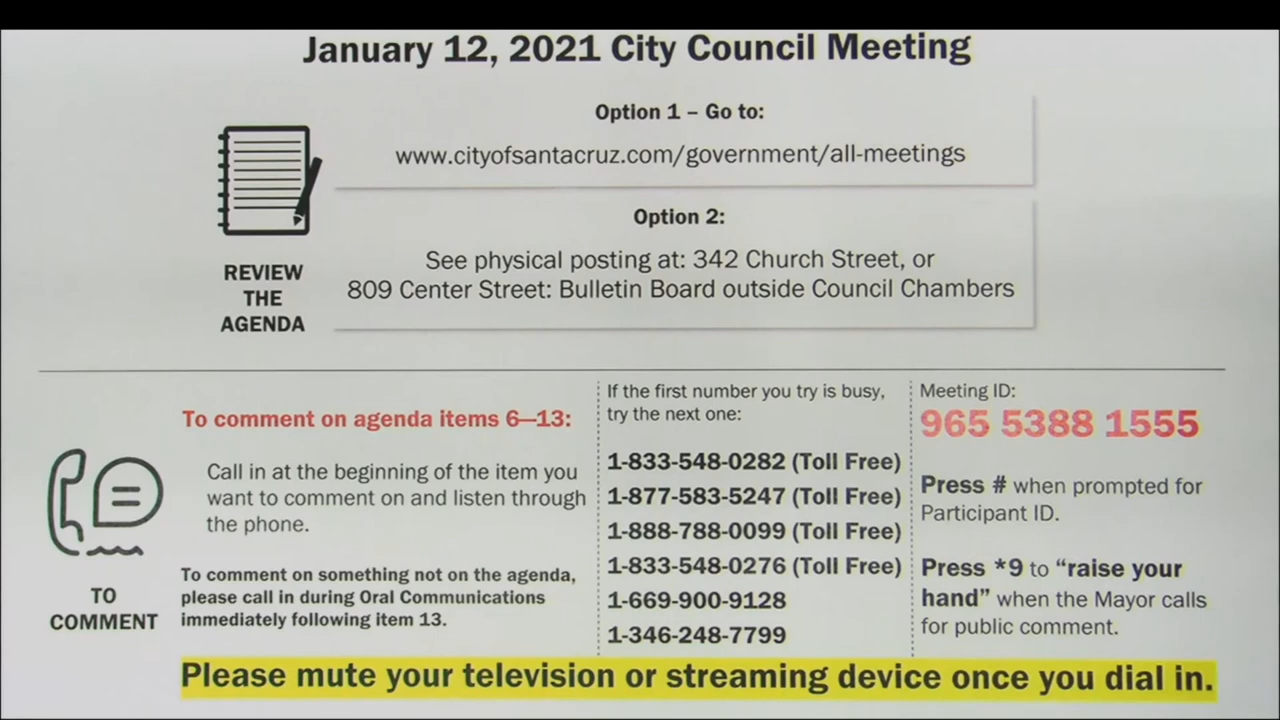 January 12, 2021 City Council Meeting
Option 1 – Go to:
www.cityofsantacruz.com/government/all-meetings
Option 2:
See physical posting at: 342 Church Street, or
809 Center Street: Bulletin Board outside Council Chambers
REVIEW
THE
AGENDA
To comment on agenda items 6—13:
Call in at the beginning of the item you
want to comment on and listen through
the phone.
To comment on something not on the agenda,
please call in during Oral Communications
immediately following item 13.
TO
COMMENT
If the first number you try is busy,
try the next one:
1-833-548-0282 (Toll Free)
1-877-583-5247 (Toll Free)
1-888-788-0099 (Toll Free)
1-833-548-0276 (Toll Free)
1-669-900-9128
1-346-248-7799
Meeting ID:
965 5388 1555
Press # when prompted for
Participant ID.
Press *9 to “raise your
hand” when the Mayor calls
for public comment.
Please mute your television or streaming device once you dial in.